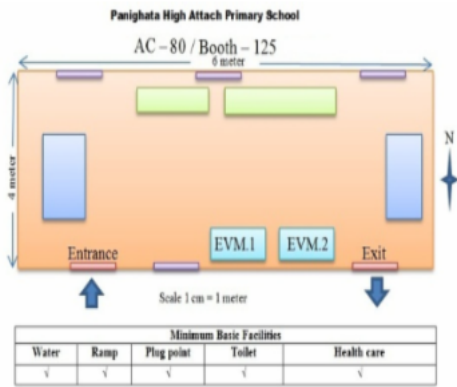 Panighata High Attach Primary School
AC – 80 / Booth – 125
6 meter
4 meter
N
EVM.1 EVM.2
Entrance Exit
Scale 1 cm = 1 meter
Minimum Basic Facilities
Water Ramp Plug point Toilet Health care
√ √ √ √ √